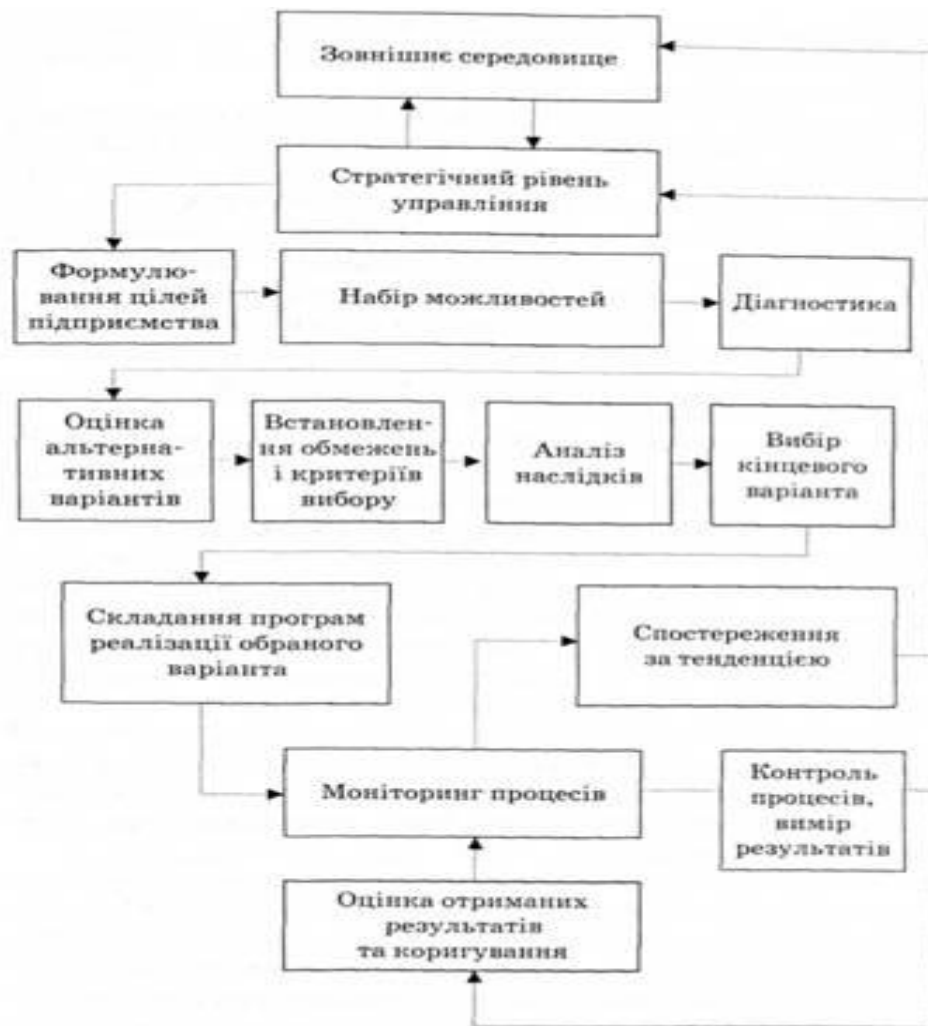 Зовнішнє середовище
Стратегічний рівень
управління
Формулю-
вання цілей
підприємства
Набір можливостей
Діагностика
Оцінка
альтерна-
тивних
варіантів
Встановлен-
ня обмежень
і критеріїв
вибору
Аналіз
наслідків
Вибір
кінцевого
варіанта
Складання програм
реалізації обраного
варіанта
Спостереження
за тенденцією
Моніторинг процесів
Контроль
процесів,
вимір
результатів
Оцінка отриманих
результатів
та коригування